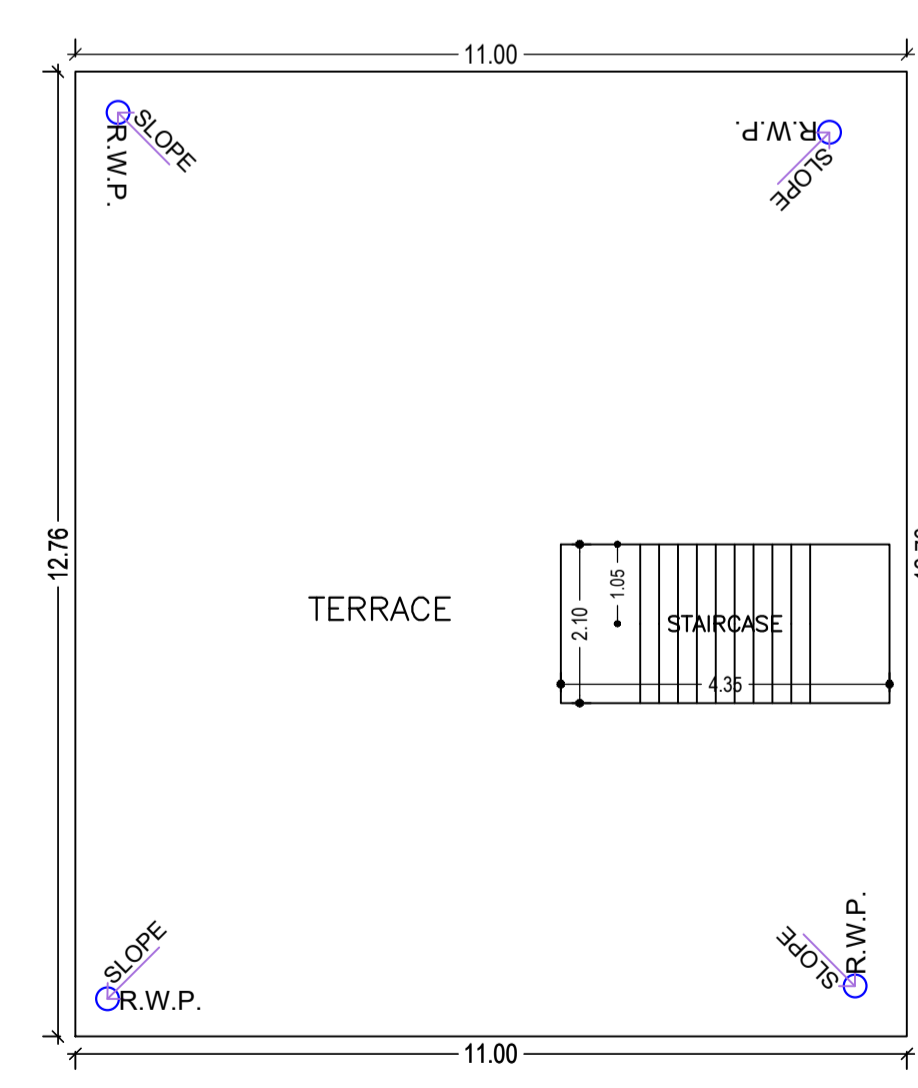 11.00
SLOPE
R.W.P.
R.W.P.
SLOPE
12.76
TERRACE
1.05
2.10
STAIRCASE
4.35
SLOPE
R.W.P.
SLOPE
R.W.P.
11.00